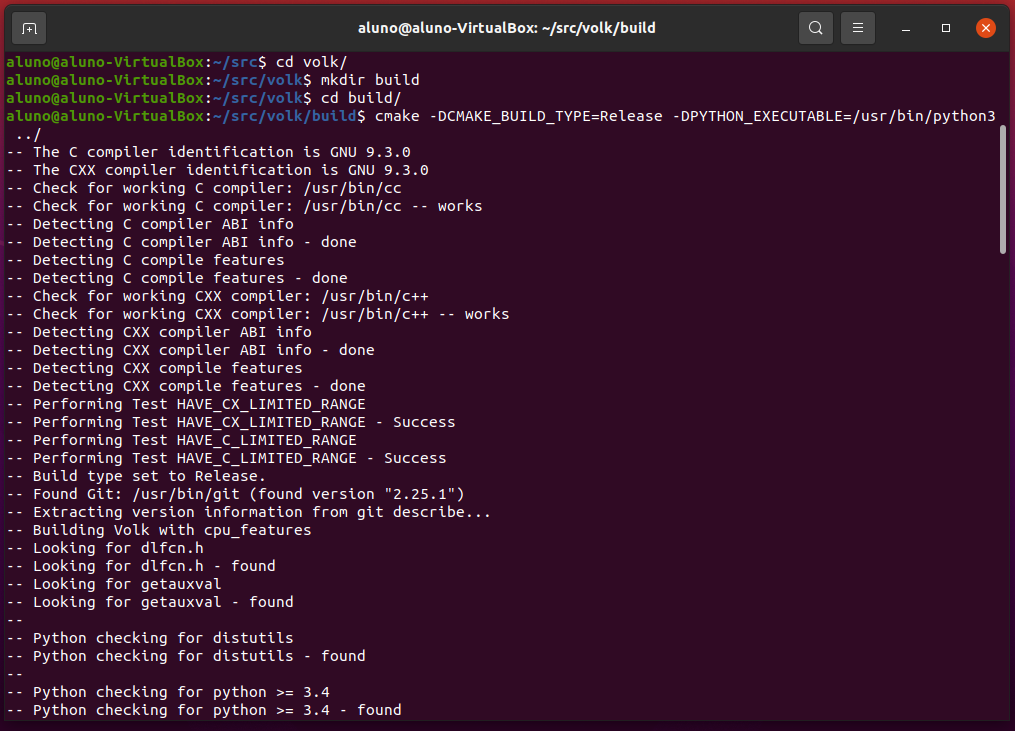 aluno@aluno-VirtualBox: ~/src/volk/build
aluno@aluno-VirtualBox:~/src$ cd volk/
aluno@aluno-VirtualBox:~/src/volk$ mkdir build
aluno@aluno-VirtualBox:~/src/volk$ cd build/
aluno@aluno-VirtualBox:~/src/volk/build$ cmake -DCMAKE_BUILD_TYPE=Release -DPYTHON_EXECUTABLE=/usr/bin/python3
 ../
-- The C compiler identification is GNU 9.3.0
-- The CXX compiler identification is GNU 9.3.0
-- Check for working C compiler: /usr/bin/cc
-- Check for working C compiler: /usr/bin/cc -- works
-- Detecting C compiler ABI info
-- Detecting C compiler ABI info - done
-- Detecting C compile features
-- Detecting C compile features - done
-- Check for working CXX compiler: /usr/bin/c++
-- Check for working CXX compiler: /usr/bin/c++ -- works
-- Detecting CXX compiler ABI info
-- Detecting CXX compiler ABI info - done
-- Detecting CXX compile features
-- Detecting CXX compile features - done
-- Performing Test HAVE_CX_LIMITED_RANGE
-- Performing Test HAVE_CX_LIMITED_RANGE - Success
-- Performing Test HAVE_C_LIMITED_RANGE
-- Performing Test HAVE_C_LIMITED_RANGE - Success
-- Build type set to Release.
-- Found Git: /usr/bin/git (found version "2.25.1")
-- Extracting version information from git describe...
-- Building Volk with cpu_features
-- Looking for dlfcn.h
-- Looking for dlfcn.h - found
-- Looking for getauxval
-- Looking for getauxval - found
--
-- Python checking for distutils
-- Python checking for distutils - found
--
-- Python checking for python >= 3.4
-- Python checking for python >= 3.4 - found